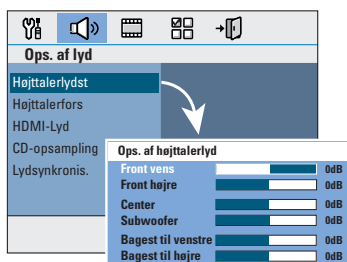 Ops. af lyd
Højttalerlydst
Højttalerfors
HDMI-Lyd
CD-opsampling
Lydsynkronis.
Ops. af højttalerlyd
Front vens 0dB
Front højre 0dB
Center 0dB
Subwoofer 0dB
Bagest til venstre 0dB
Bagest til højre 0dB